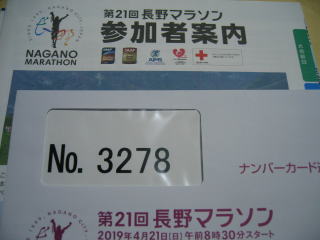 第21回長野マラソン
参加者案内
NAGANO
MARATHON
No. 3278
ナンバーカード
第21回長野マラソン
2019年4月21日(日)午前8時30分スタート